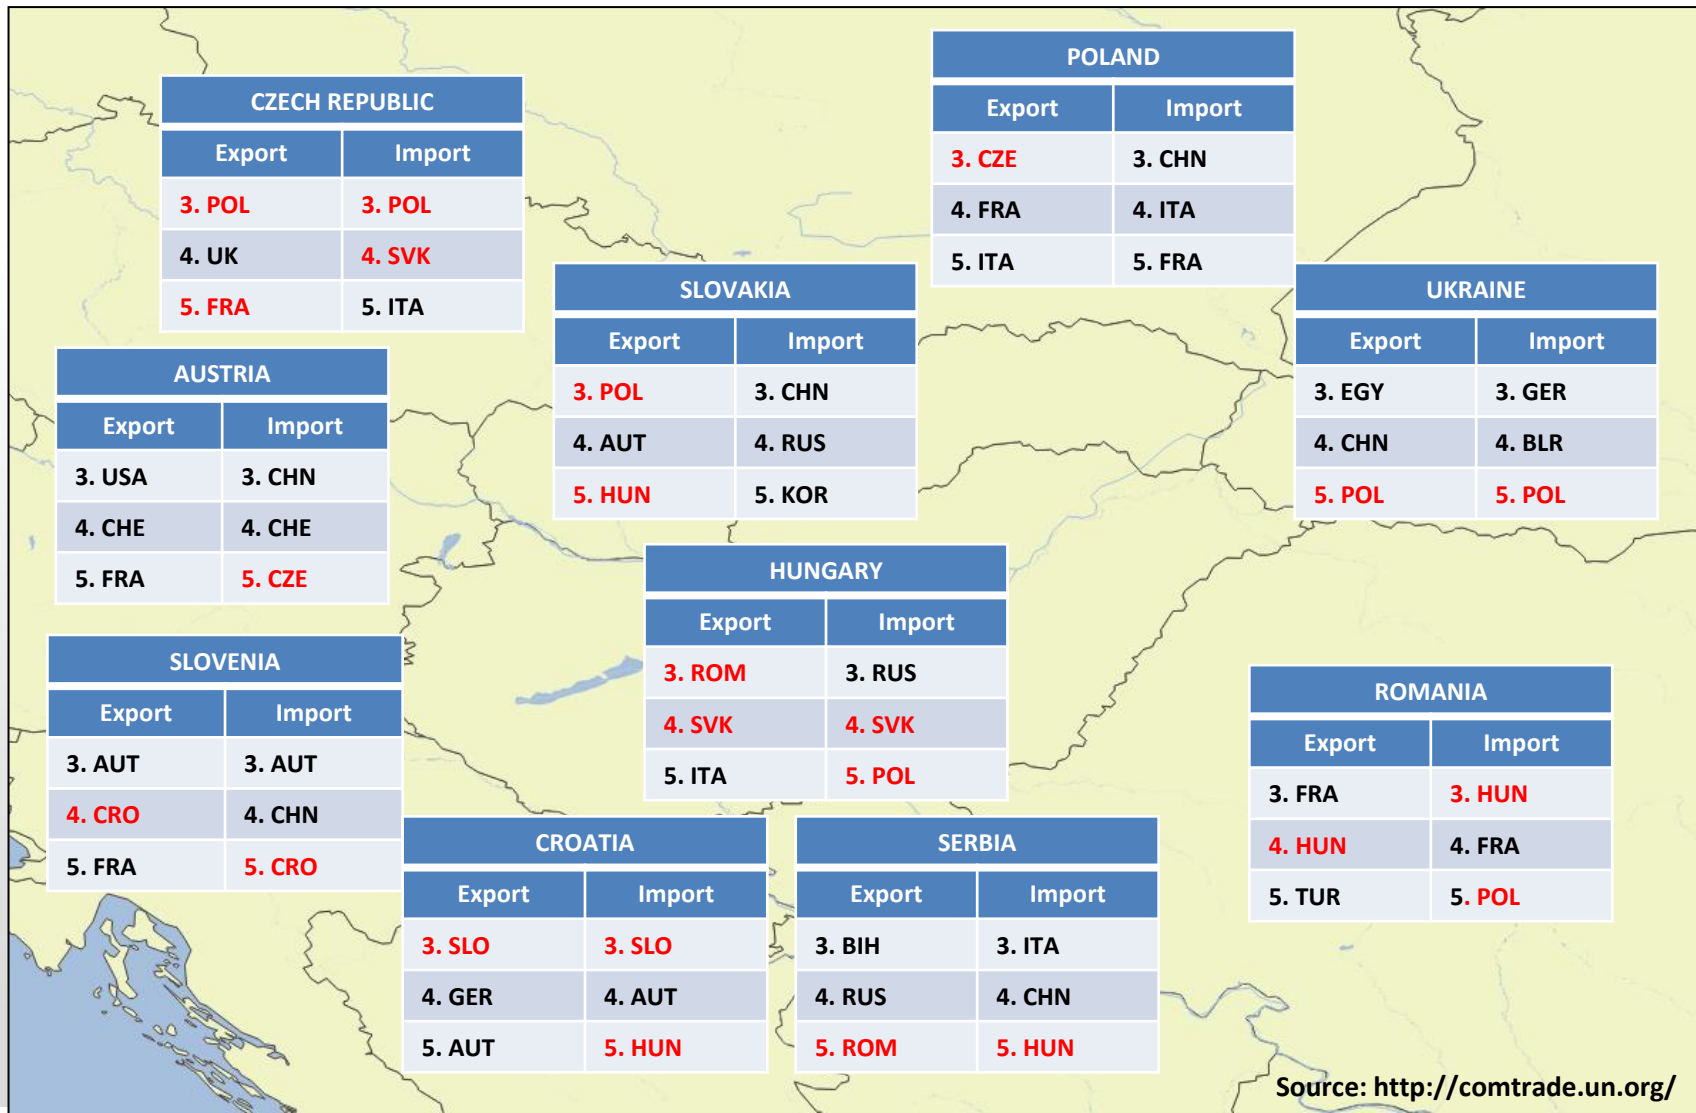 POLAND
Export Import
3. CZE 3. CHN
4. FRA 4. ITA
5. ITA 5. FRA
CZECH REPUBLIC
Export Import
3. POL 3. POL
4. UK 4. SVK
5. FRA 5. ITA
SLOVAKIA
Export Import
3. POL 3. CHN
4. AUT 4. RUS
5. HUN 5. KOR
UKRAINE
Export Import
3. EGY 3. GER
4. CHN 4. BLR
5. POL 5. POL
AUSTRIA
Export Import
3. USA 3. CHN
4. CHE 4. CHE
5. FRA 5. CZE
HUNGARY
Export Import
3. ROM 3. RUS
4. SVK 4. SVK
5. ITA 5. POL
SLOVENIA
Export Import
3. AUT 3. AUT
4. CRO 4. CHN
5. FRA 5. CRO
ROMANIA
Export Import
3. FRA 3. HUN
4. HUN 4. FRA
5. TUR 5. POL
CROATIA
Export Import
3. SLO 3. SLO
4. GER 4. AUT
5. AUT 5. HUN
SERBIA
Export Import
3. BIH 3. ITA
4. RUS 4. CHN
5. ROM 5. HUN
Source: http://comtrade.un.org/